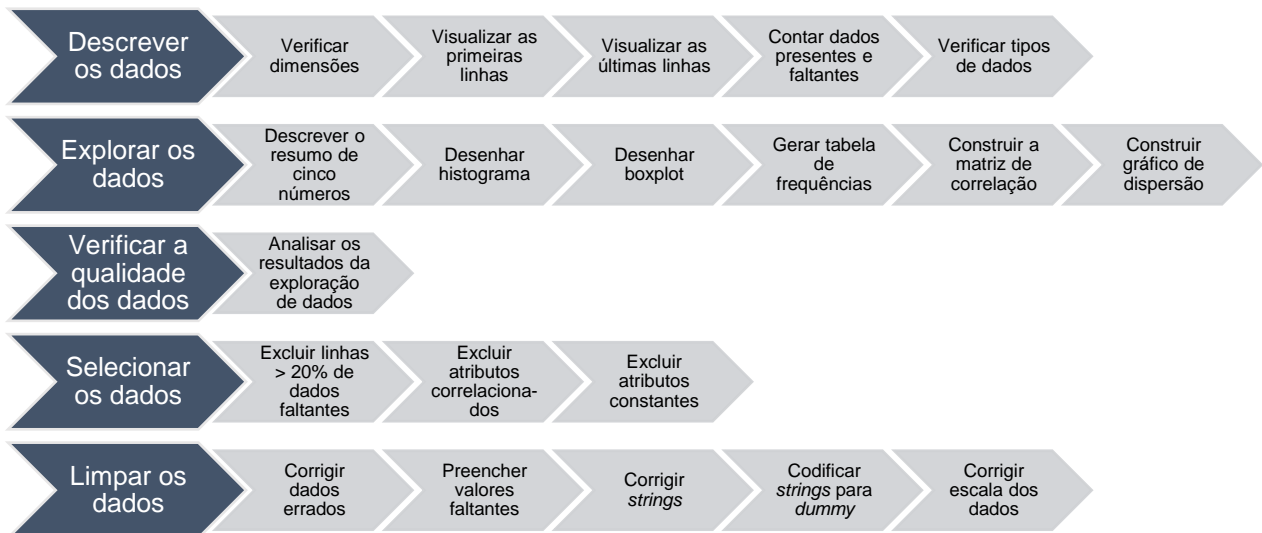 Descrever
os dados
Verificar
dimensões
Visualizar as
primeiras
linhas
Visualizar as
últimas linhas
Contar dados
presentes e
faltantes
Verificar tipos
de dados
Explorar os
dados
Descrever o
resumo de
cinco
números
Desenhar
histograma
Desenhar
boxplot
Gerar tabela
de
frequências
Construir a
matriz de
correlação
Construir
gráfico de
dispersão
Verificar a
qualidade
dos dados
Analisar os
resultados da
exploração
de dados
Selecionar
os dados
Excluir linhas
> 20% de
dados
faltantes
Excluir
atributos
correlaciona-
dos
Excluir
atributos
constantes
Limpar os
dados
Corrigir
dados
errados
Preencher
valores
faltantes
Corrigir
strings
Codificar
strings para
dummy
Corrigir
escala dos
dados